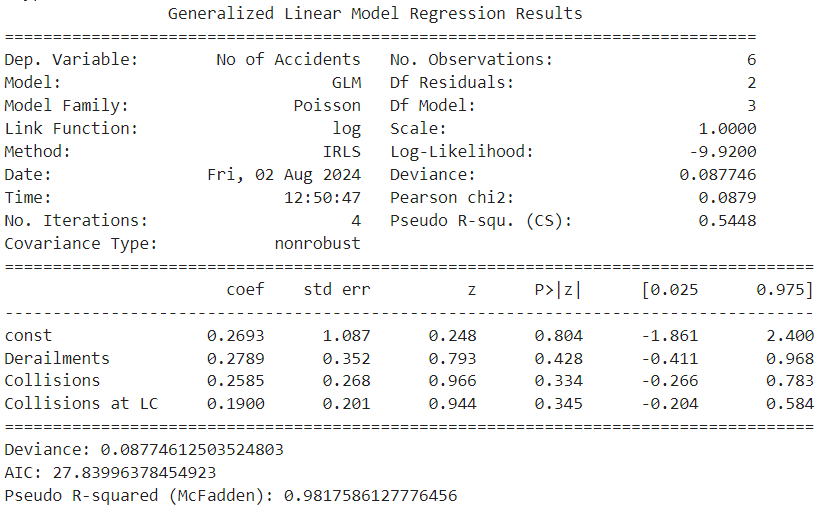 Generalized Linear Model Regression Results
==============================================================================
Dep. Variable: No of Accidents No. Observations: 6
Model: GLM Df Residuals: 2
Model Family: Poisson Df Model: 3
Link Function: log Scale: 1.0000
Method: IRLS Log-Likelihood: -9.9200
Date: Fri, 02 Aug 2024 Deviance: 0.087746
Time: 12:50:47 Pearson chi2: 0.0879
No. Iterations: 4 Pseudo R-squ. (CS): 0.5448
Covariance Type: nonrobust
====================================================================================
coef std err z P>|z| [0.025 0.975]
------------------------------------------------------------------------------------
const 0.2693 1.087 0.248 0.804 -1.861 2.400
Derailments 0.2789 0.352 0.793 0.428 -0.411 0.968
Collisions 0.2585 0.268 0.966 0.334 -0.266 0.783
Collisions at LC 0.1900 0.201 0.944 0.345 -0.204 0.584
====================================================================================
Deviance: 0.08774612503524803
AIC: 27.83996378454923
Pseudo R-squared (McFadden): 0.9817586127776456